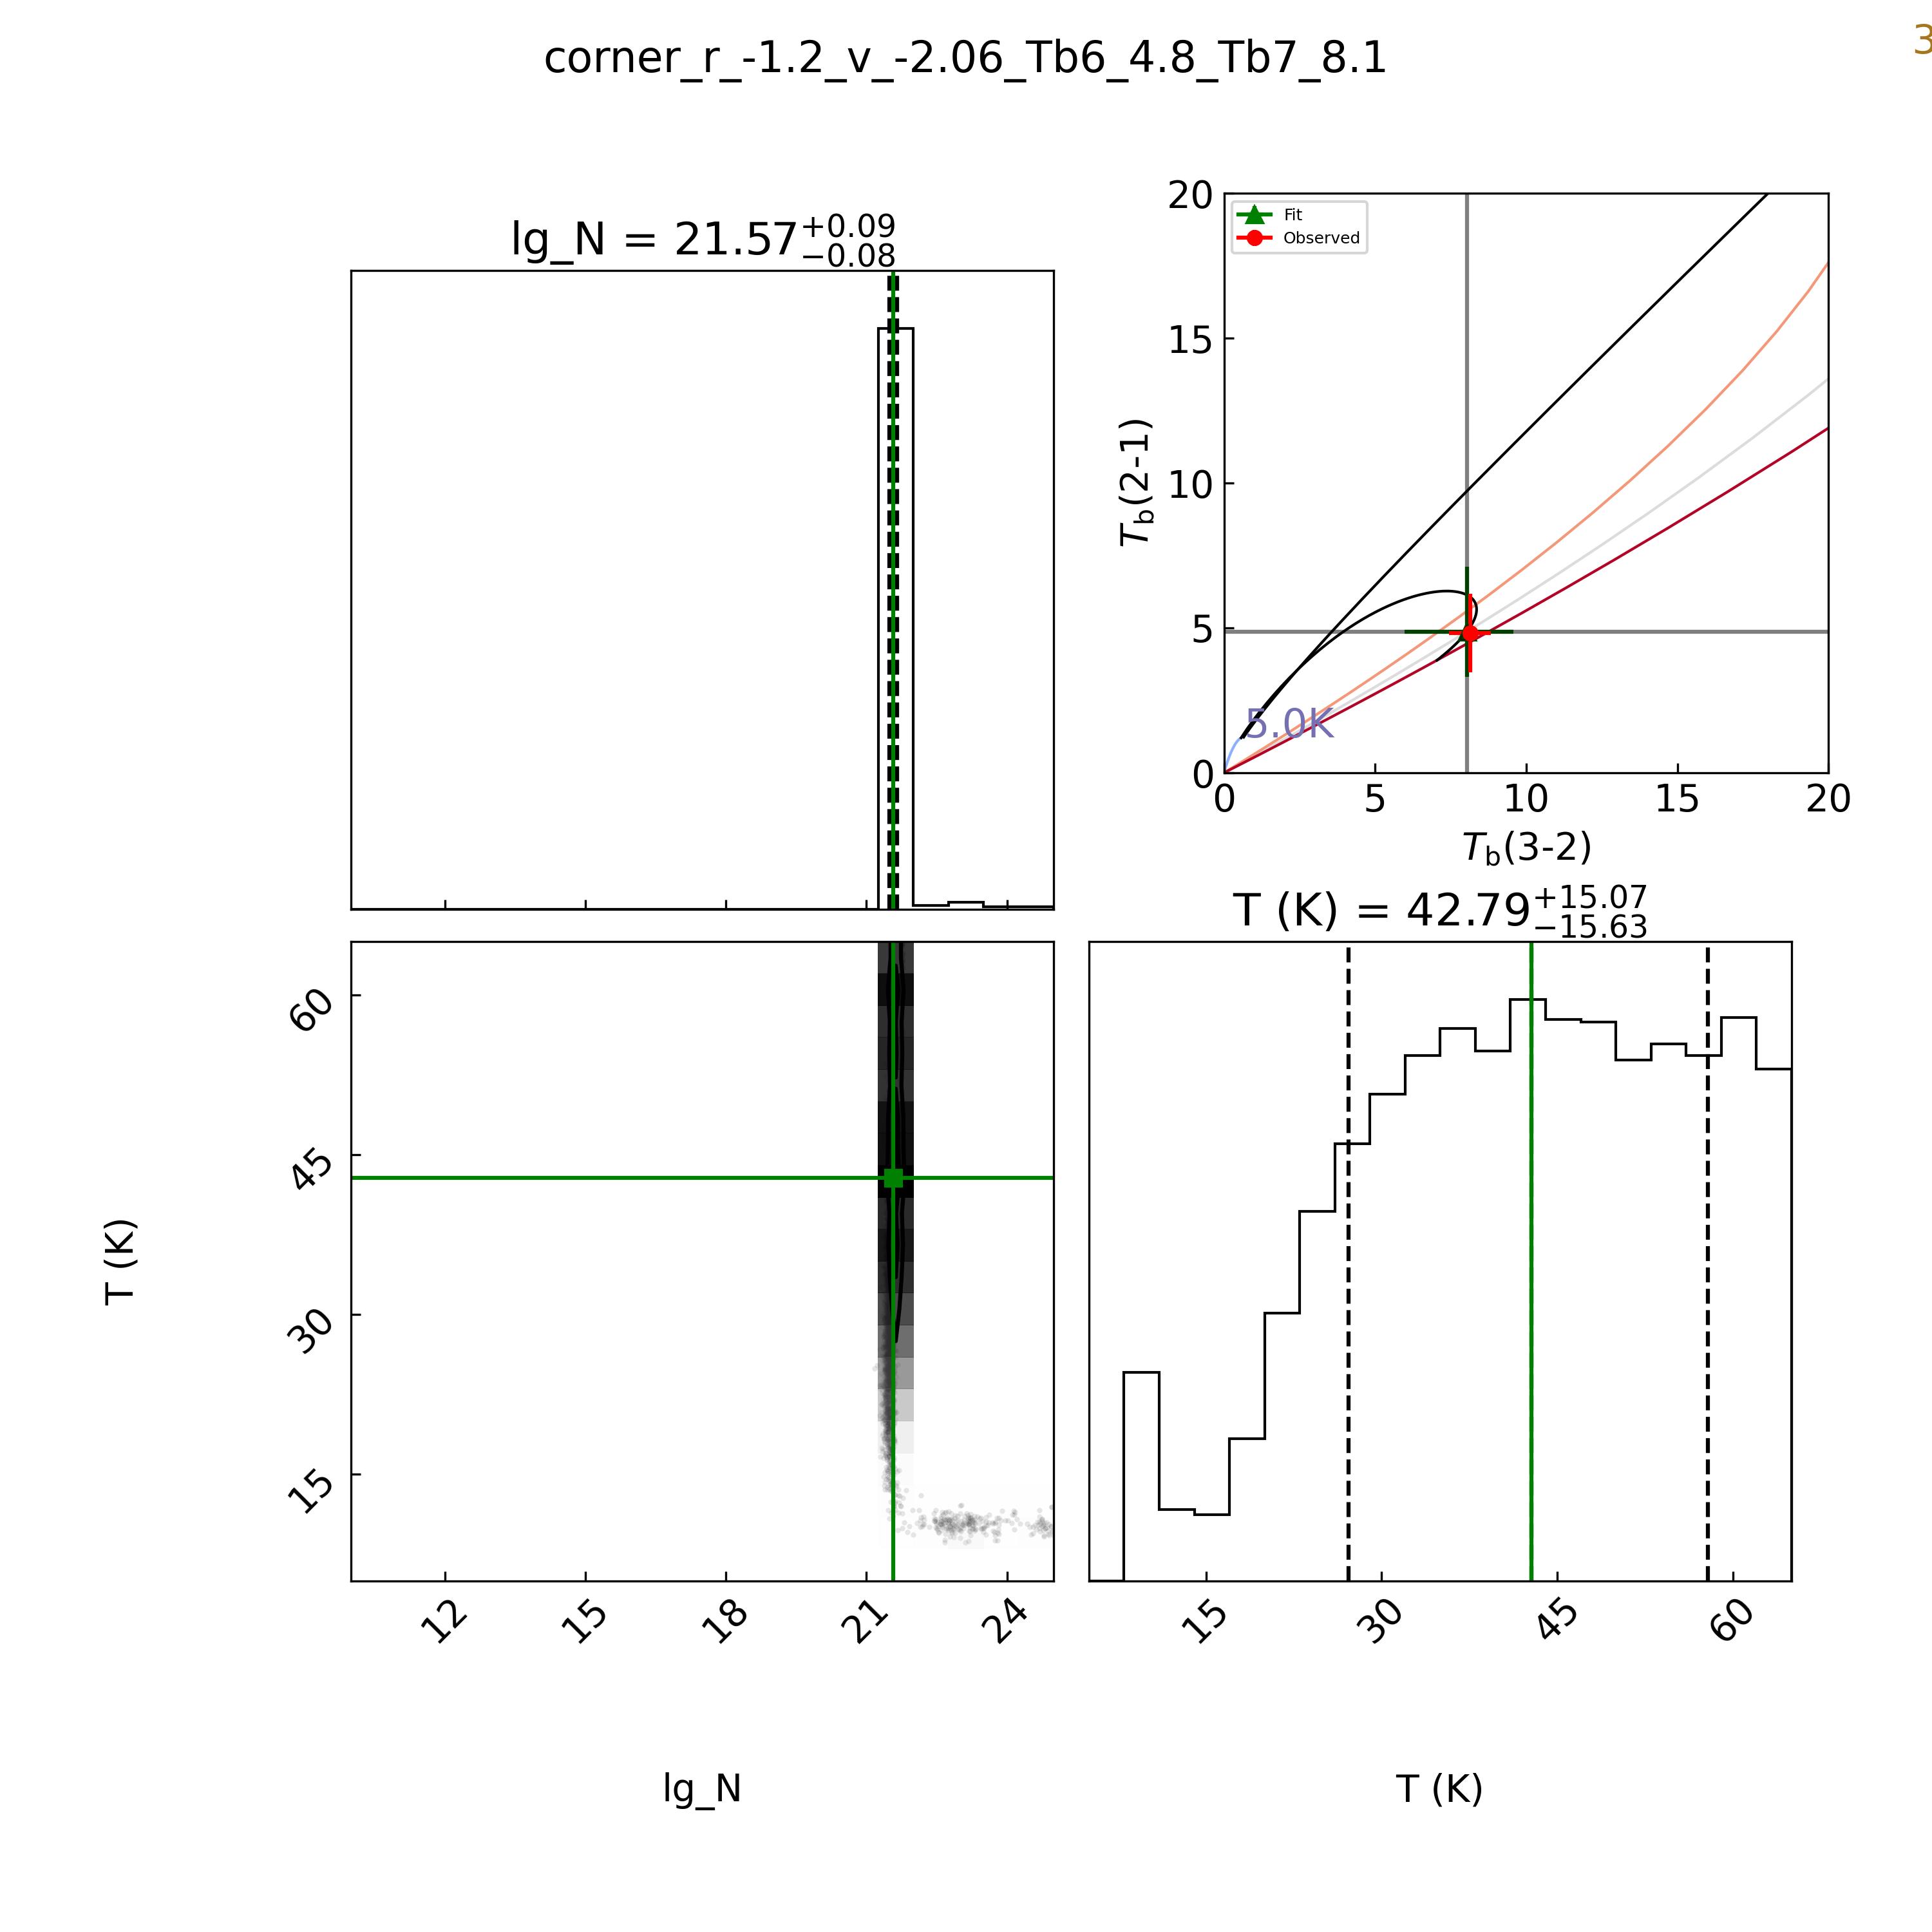 corner_r_-1.2_v_-2.06_Tb6_4.8_Tb7_8.1
3
lg_N = 21.57+0.09−0.08
20
15
10
5
0
Fit
Observed
5.0K
Tb(2-1)
0 5 10 15 20
Tb(3-2)
T (K) = 42.79+15.07−15.63
60
45
30
15
T (K)
12 15 18 21 24
15 30 45 60
lg_N
T (K)